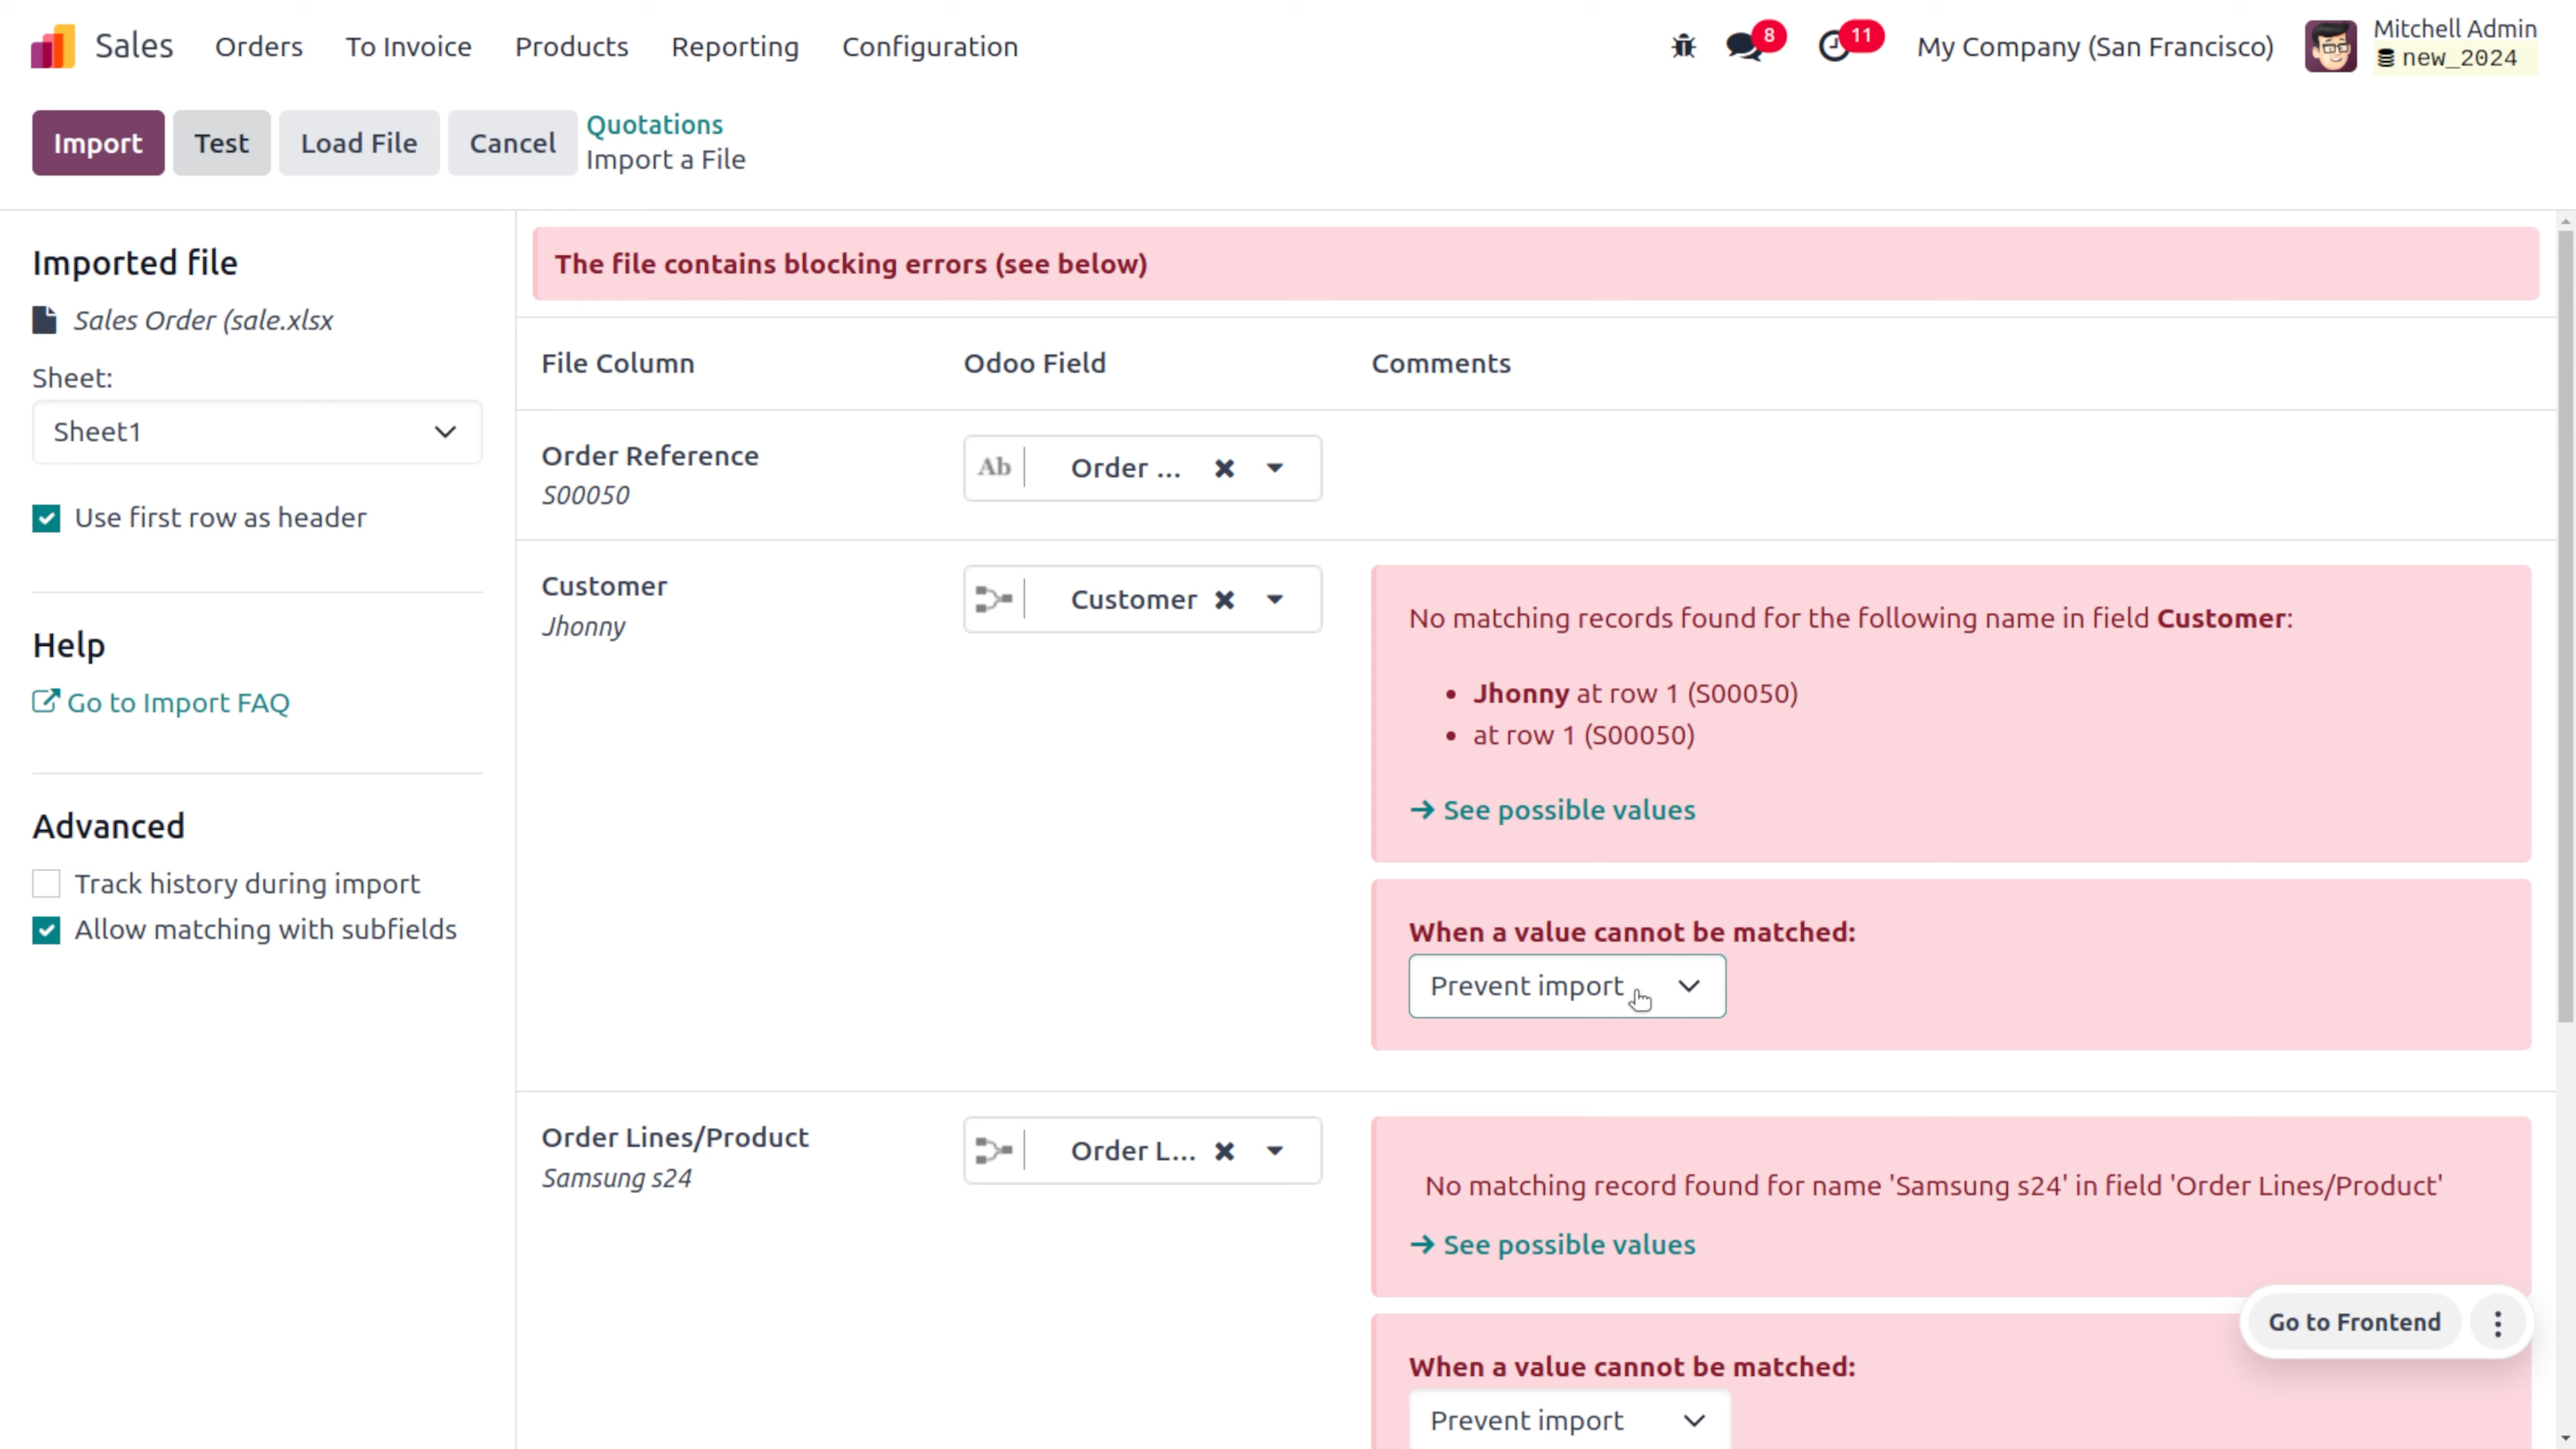 Sales Orders To Invoice Products Reporting Configuration 8 11 My Company (San Francisco) Mitchell Admin
new_2024
Import Test Load File Cancel Quotations
Import a File
Imported file
Sales Order (sale.xlsx
Sheet:
Sheet1
Use first row as header
Help
Go to Import FAQ
Advanced
Track history during import
Allow matching with subfields
The file contains blocking errors (see below)
File Column Odoo Field Comments
Order Reference
S00050
Ab Order ...
Customer
Jhonny
Customer
No matching records found for the following name in field Customer:
• Jhonny at row 1 (S00050)
• at row 1 (S00050)
→ See possible values
When a value cannot be matched:
Prevent import
Order Lines/Product
Samsung s24
Order L...
No matching record found for name 'Samsung s24' in field 'Order Lines/Product'
→ See possible values
When a value cannot be matched:
Prevent import
Go to Frontend